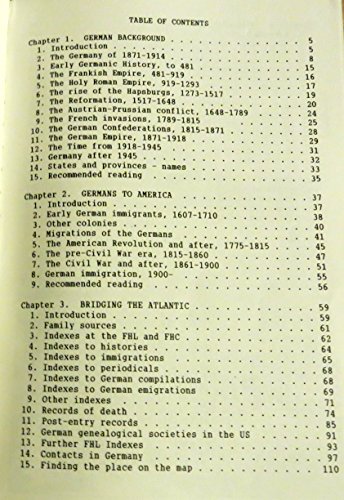 TABLE OF CONTENTS
Chapter 1. GERMAN BACKGROUND . . . . . . . . . . . . . . 5
1. Introduction . . . . . . . . . . . . . . . . . . . . 5
2. The Germany of 1871-1914 . . . . . . . . . . . . . . 8
3. Early Germanic History, to 481 . . . . . . . . . . . 15
4. The Frankish Empire, 481-919 . . . . . . . . . . . . 16
5. The Holy Roman Empire, 919-1293 . . . . . . . . . . 17
6. The rise of the Hapsburgs, 1273-1517 . . . . . . . . 19
7. The Reformation, 1517-1648 . . . . . . . . . . . . . 20
8. The Austrian-Prussian conflict, 1648-1789 . . . . . 24
9. The French invasions, 1789-1815 . . . . . . . . . . 25
10. The German Confederations, 1815-1871 . . . . . . . . 28
11. The German Empire, 1871-1918 . . . . . . . . . . . . 29
12. The Time from 1918-1945 . . . . . . . . . . . . . . 31
13. Germany after 1945 . . . . . . . . . . . . . . . . . 32
14. States and provinces - names . . . . . . . . . . . . 33
15. Recommended reading . . . . . . . . . . . . . . . . 35
Chapter 2. GERMANS TO AMERICA . . . . . . . . . . . . . 37
1. Introduction . . . . . . . . . . . . . . . . . . . . 37
2. Early German immigrants, 1607-1710 . . . . . . . . . 38
3. Other colonies . . . . . . . . . . . . . . . . . . . 40
4. Migrations of the Germans . . . . . . . . . . . . . 41
5. The American Revolution and after, 1775-1815 . . . . 45
6. The pre-Civil War era, 1815-1860 . . . . . . . . . . 47
7. The Civil War and after, 1861-1900 . . . . . . . . . 51
8. German immigration, 1900- . . . . . . . . . . . . . 55
9. Recommended reading . . . . . . . . . . . . . . . . 56
Chapter 3. BRIDGING THE ATLANTIC . . . . . . . . . . . . 59
1. Introduction . . . . . . . . . . . . . . . . . . . . 59
2. Family sources . . . . . . . . . . . . . . . . . . . 61
3. Indexes at the FHL and FHC . . . . . . . . . . . . . 62
4. Indexes to histories . . . . . . . . . . . . . . . . 64
5. Indexes to immigrations . . . . . . . . . . . . . . 65
6. Indexes to periodicals . . . . . . . . . . . . . . . 68
7. Indexes to German compilations . . . . . . . . . . . 68
8. Indexes to German emigrations . . . . . . . . . . . 69
9. Other indexes . . . . . . . . . . . . . . . . . . . 71
10. Records of death . . . . . . . . . . . . . . . . . . 74
11. Post-entry records . . . . . . . . . . . . . . . . . 85
12. German genealogical societies in the US . . . . . . 91
13. Further FHL Indexes . . . . . . . . . . . . . . . . 93
14. Contacts in Germany . . . . . . . . . . . . . . . . 97
15. Finding the place on the map . . . . . . . . . . . . 110